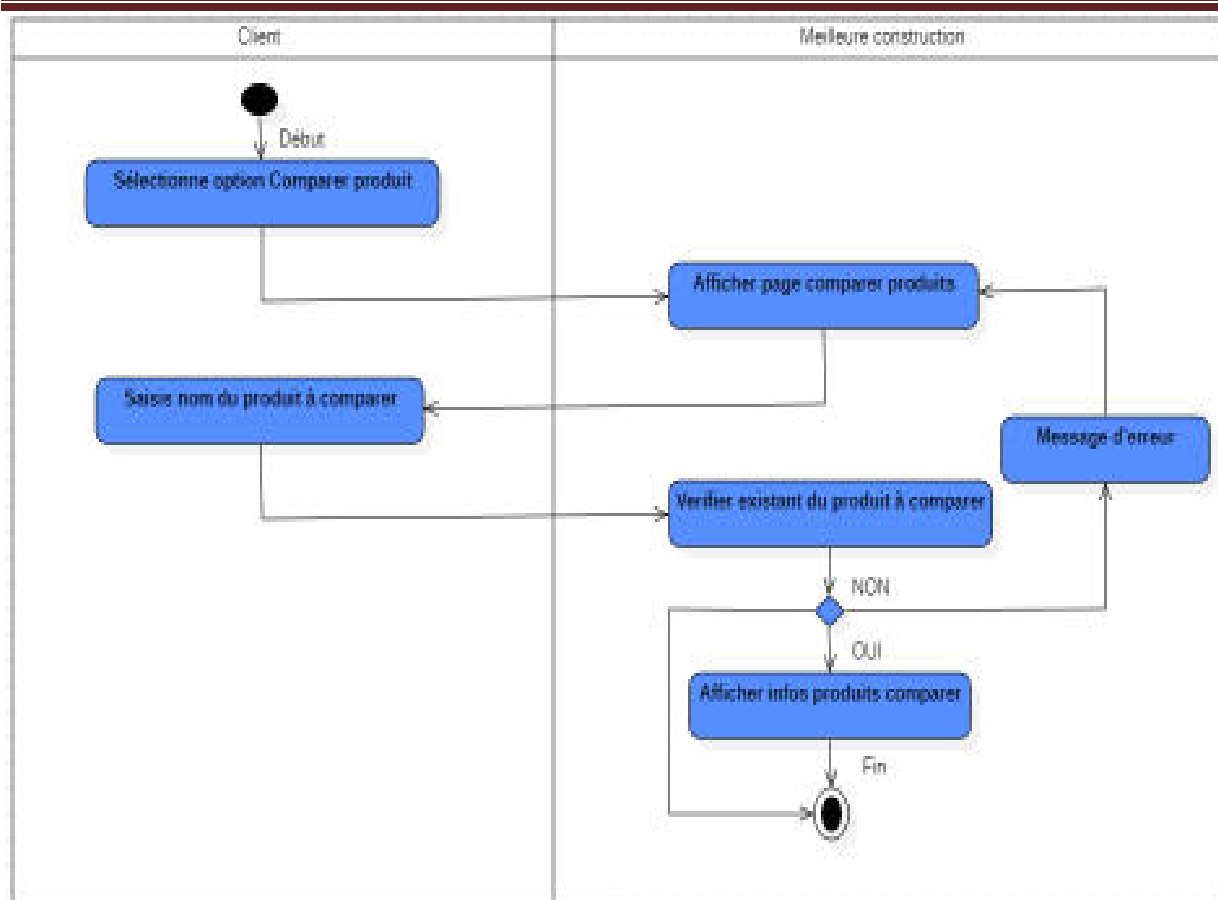 Client
Meilleure construction
Début
Sélectionne option Comparer produit
Afficher page comparer produits
Saisis nom du produit à comparer
Message d'erreur
Verifier existant du produit à comparer
NON
OUI
Afficher infos produits comparer
Fin